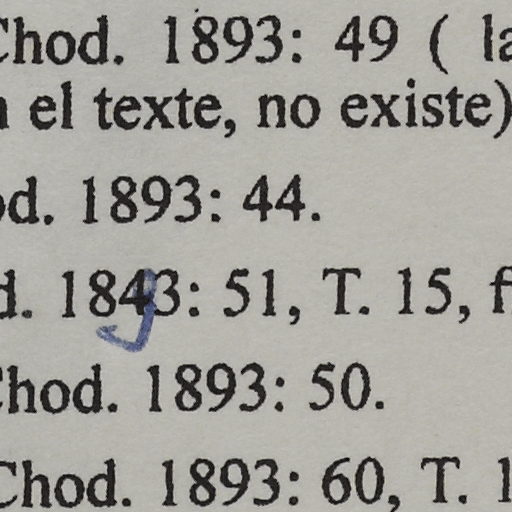 Chod. 1893: 49 ( la
n el texte, no existe)
od. 1893: 44.
d. 1843: 51, T. 15, f
Chod. 1893: 50.
Chod. 1893: 60, T. 1